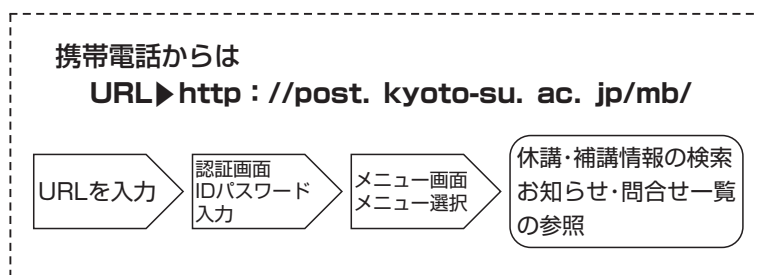 携帯電話からは
URL▶http：//post. kyoto-su. ac. jp/mb/
URLを入力
認証画面
IDパスワード
入力
メニュー画面
メニュー選択
休講･補講情報の検索
お知らせ･問合せ一覧
の参照